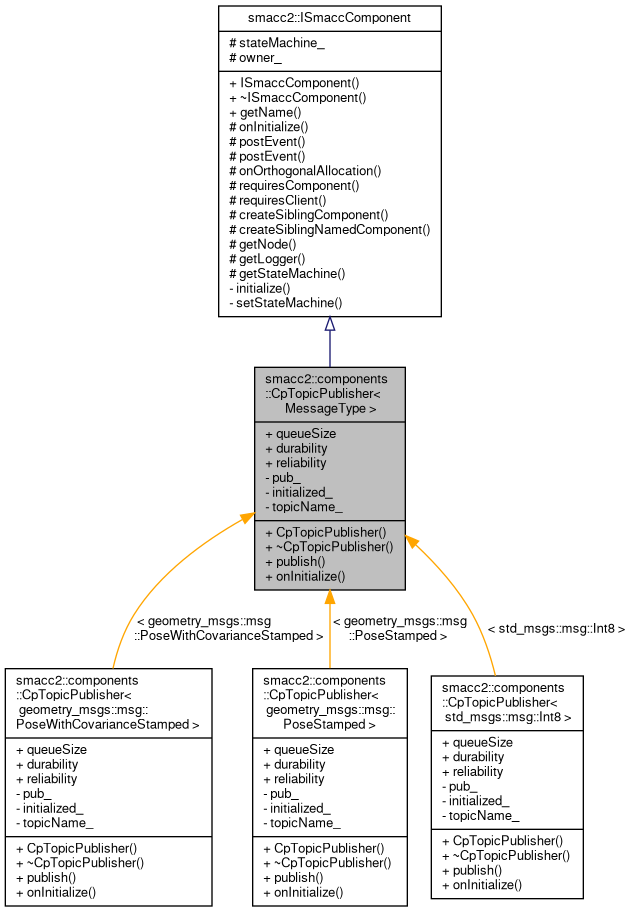 smacc2::ISmaccComponent
# stateMachine_
# owner_
+ ISmaccComponent()
+ ~ISmaccComponent()
+ getName()
# onInitialize()
# postEvent()
# postEvent()
# onOrthogonalAllocation()
# requiresComponent()
# requiresClient()
# createSiblingComponent()
# createSiblingNamedComponent()
# getNode()
# getLogger()
# getStateMachine()
- initialize()
- setStateMachine()
smacc2::components
::CpTopicPublisher<
MessageType >
+ queueSize
+ durability
+ reliability
- pub_
- initialized_
- topicName_
+ CpTopicPublisher()
+ ~CpTopicPublisher()
+ publish()
+ onInitialize()
< geometry_msgs::msg
::PoseWithCovarianceStamped >
< geometry_msgs::msg
::PoseStamped >
< std_msgs::msg::Int8 >
smacc2::components
::CpTopicPublisher<
geometry_msgs::msg::
PoseWithCovarianceStamped >
+ queueSize
+ durability
+ reliability
- pub_
- initialized_
- topicName_
+ CpTopicPublisher()
+ ~CpTopicPublisher()
+ publish()
+ onInitialize()
smacc2::components
::CpTopicPublisher<
geometry_msgs::msg::
PoseStamped >
+ queueSize
+ durability
+ reliability
- pub_
- initialized_
- topicName_
+ CpTopicPublisher()
+ ~CpTopicPublisher()
+ publish()
+ onInitialize()
smacc2::components
::CpTopicPublisher<
std_msgs::msg::Int8 >
+ queueSize
+ durability
+ reliability
- pub_
- initialized_
- topicName_
+ CpTopicPublisher()
+ ~CpTopicPublisher()
+ publish()
+ onInitialize()